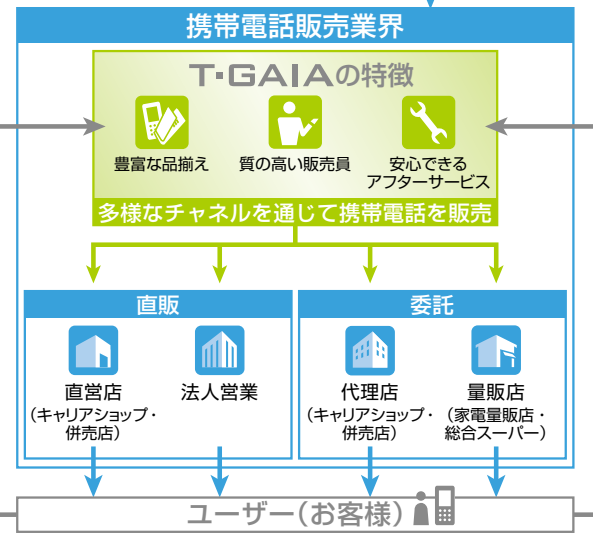 携帯電話販売業界
T-GAIAの特徴
豊富な品揃え
質の高い販売員
安心できる
アフターサービス
多様なチャネルを通じて携帯電話を販売
直販
直営店
(キャリアショップ・
併売店)
法人営業
委託
代理店
(キャリアショップ・
併売店)
量販店
(家電量販店・
総合スーパー)
ユーザー(お客様)